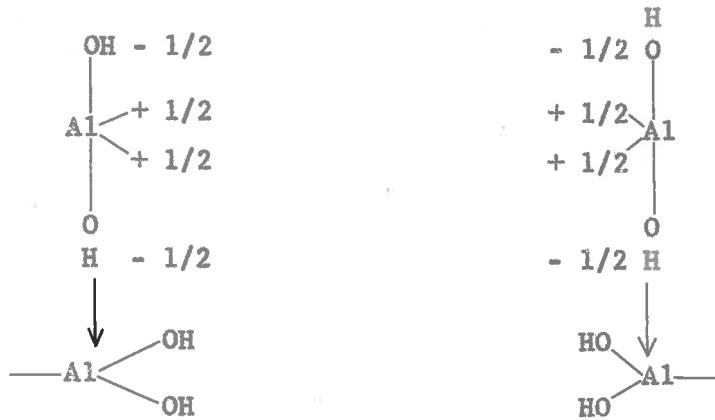 H
OH - 1/2
- 1/2 O
+ 1/2
+ 1/2
Al
Al
+ 1/2
+ 1/2
O
O
H - 1/2
- 1/2 H
OH
HO
Al
Al
OH
HO